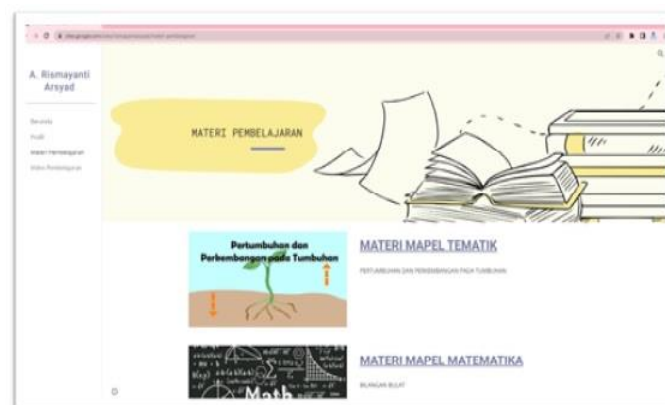 A. Rismayanti
Arsyad
Beranda
Profil
Materi Pembelajaran
Video Pembelajaran
MATERI PEMBELAJARAN
Pertumbuhan dan
Perkembangan pada Tumbuhan
MATERI MAPEL TEMATIK
PERTUMBUHAN DAN PERKEMBANGAN PADA TUMBUHAN
Math
MATERI MAPEL MATEMATIKA
BILANGAN BULAT